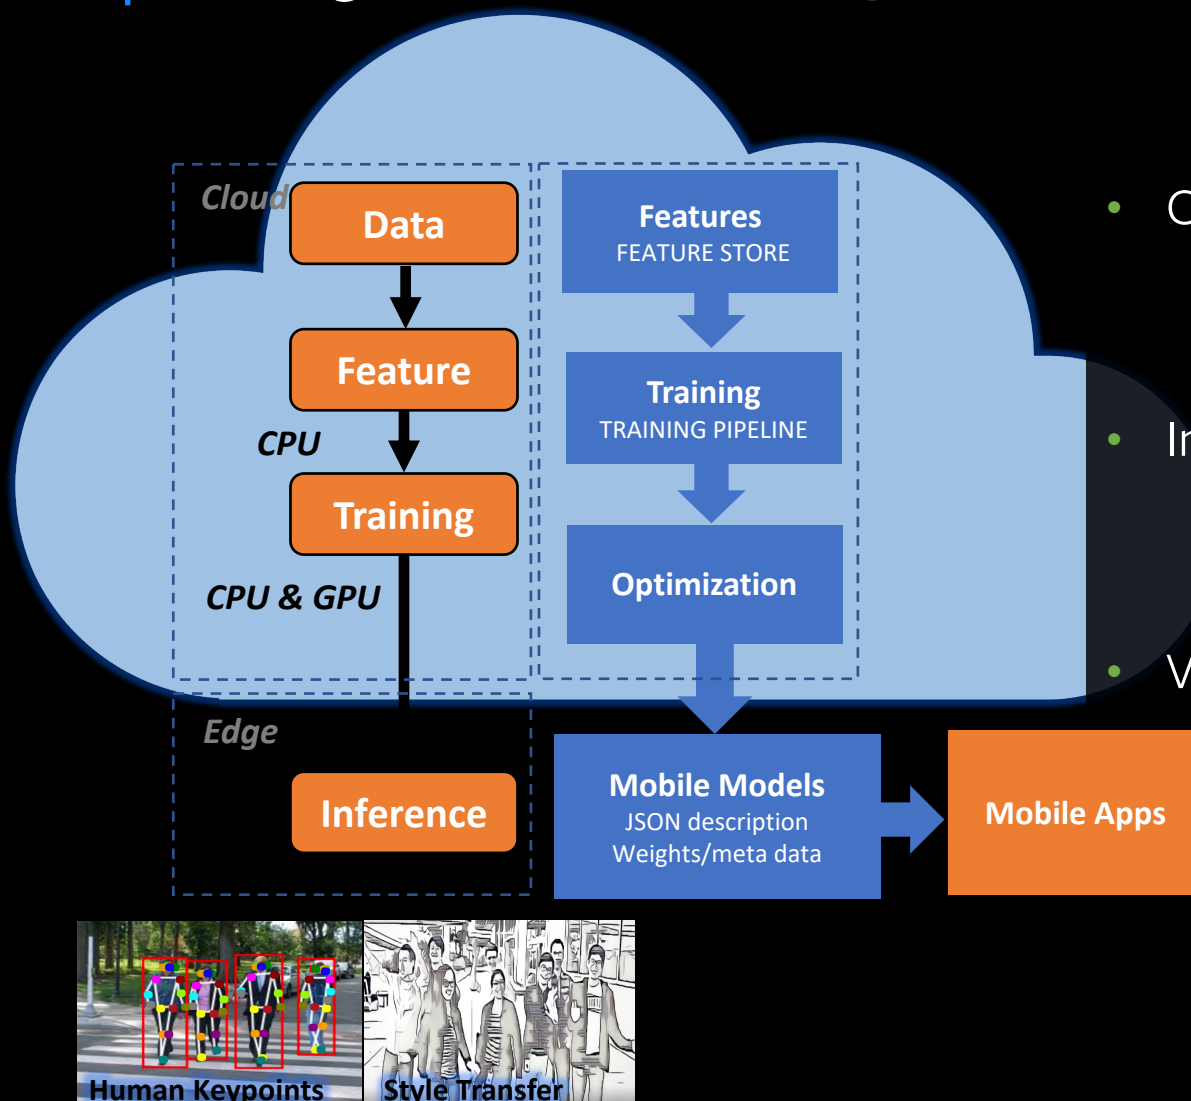 Cloud
Data
Feature
CPU
Training
CPU & GPU
Edge
Inference
Features
FEATURE STORE
Training
TRAINING PIPELINE
Optimization
Mobile Models
JSON description
Weights/meta data
Mobile Apps
Human Keypoints
Style Transfer